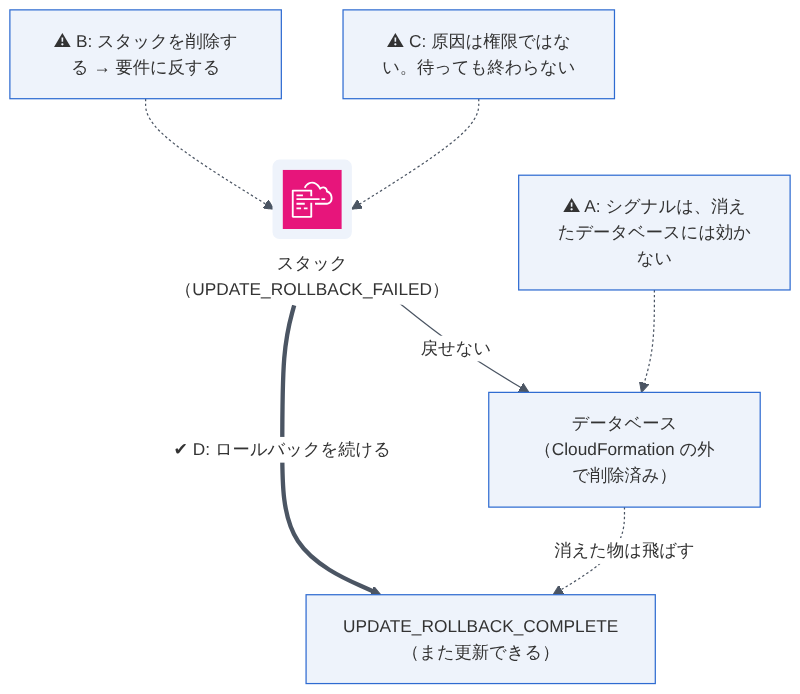 ⚠ B: スタックを削除す
る → 要件に反する
⚠ C: 原因は権限ではな
い。待っても終わらない
⚠ A: シグナルは、消え
たデータベースには効か
ない
スタック
（UPDATE_ROLLBACK_FAILED）
戻せない
データベース
（CloudFormation の外
で削除済み）
✔ D: ロールバックを続ける
消えた物は飛ばす
UPDATE_ROLLBACK_COMPLETE
（また更新できる）